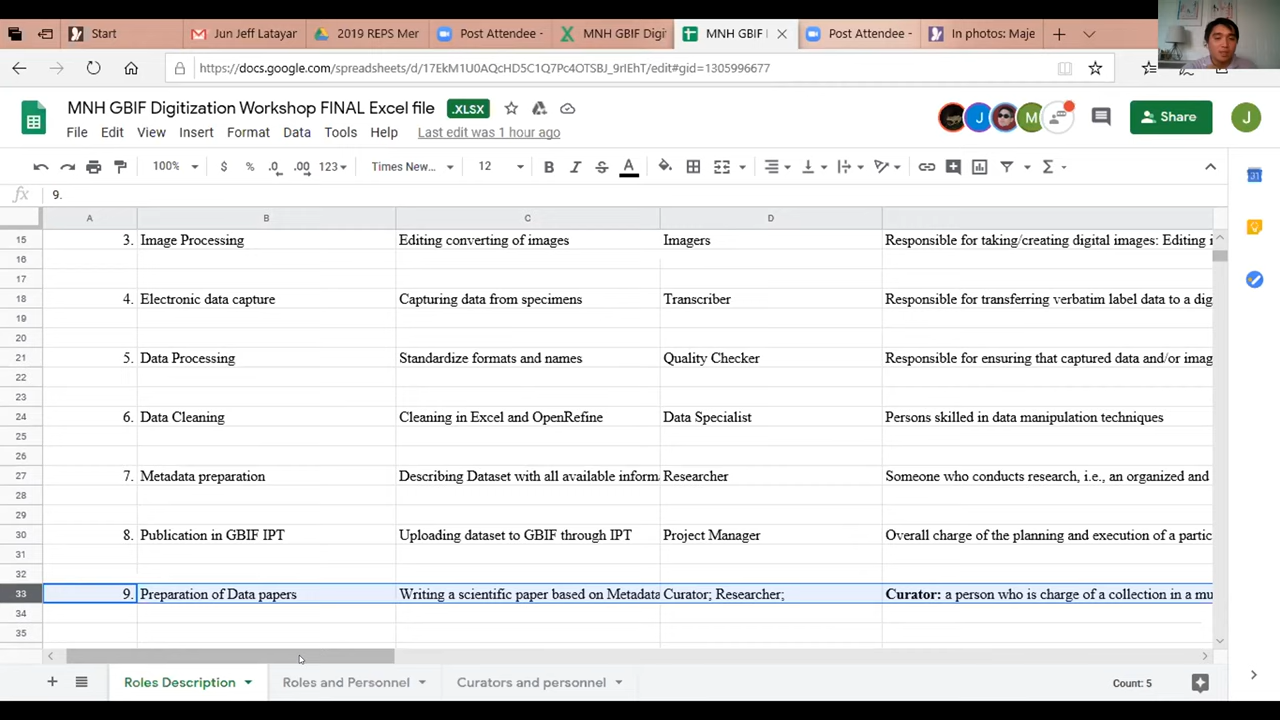 Start
Jun Jeff Latayar
2019 REPS Mer
Post Attendee -
MNH GBIF Digi
MNH GBIF
Post Attendee -
In photos: Maje
https://docs.google.com/spreadsheets/d/17EkM1U0AQcHD5C1Q7Pc4OTSBJ_9rIEhT/edit#gid=1305996677
MNH GBIF Digitization Workshop FINAL Excel file .XLSX
File Edit View Insert Format Data Tools Help Last edit was 1 hour ago
J M Share J
100% $ % .0 .00 123 Times New... 12 B I S A
fx 9.
A B C D
15 3. Image Processing Editing converting of images Imagers Responsible for taking/creating digital images: Editing i
16
17
18 4. Electronic data capture Capturing data from specimens Transcriber Responsible for transferring verbatim label data to a dig
19
20
21 5. Data Processing Standardize formats and names Quality Checker Responsible for ensuring that captured data and/or imag
22
23
24 6. Data Cleaning Cleaning in Excel and OpenRefine Data Specialist Persons skilled in data manipulation techniques
25
26
27 7. Metadata preparation Describing Dataset with all available inform Researcher Someone who conducts research, i.e., an organized and
28
29
30 8. Publication in GBIF IPT Uploading dataset to GBIF through IPT Project Manager Overall charge of the planning and execution of a partic
31
32
33 9. Preparation of Data papers Writing a scientific paper based on Metadata Curator; Researcher; Curator: a person who is charge of a collection in a mu
34
35
Roles Description Roles and Personnel Curators and personnel Count: 5